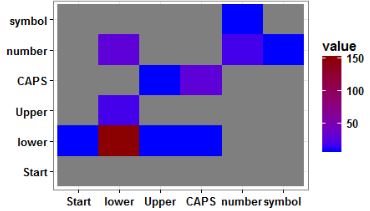 symbol
number
CAPS
Upper
lower
Start
Start lower Upper CAPS number symbol
value
150
100
50